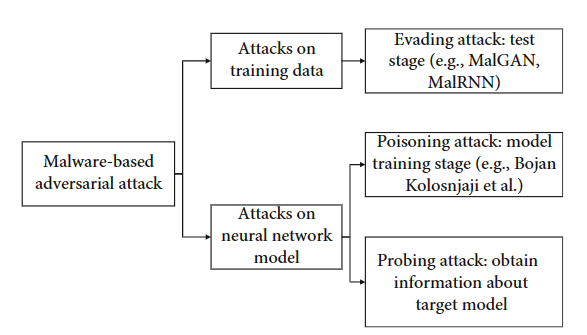 Malware-based
adversarial attack
Attacks on
training data
Evading attack: test
stage (e.g., MalGAN,
MalRNN)
Attacks on
neural network
model
Poisoning attack: model
training stage (e.g., Bojan
Kolosnjaji et al.)
Probing attack: obtain
information about
target model